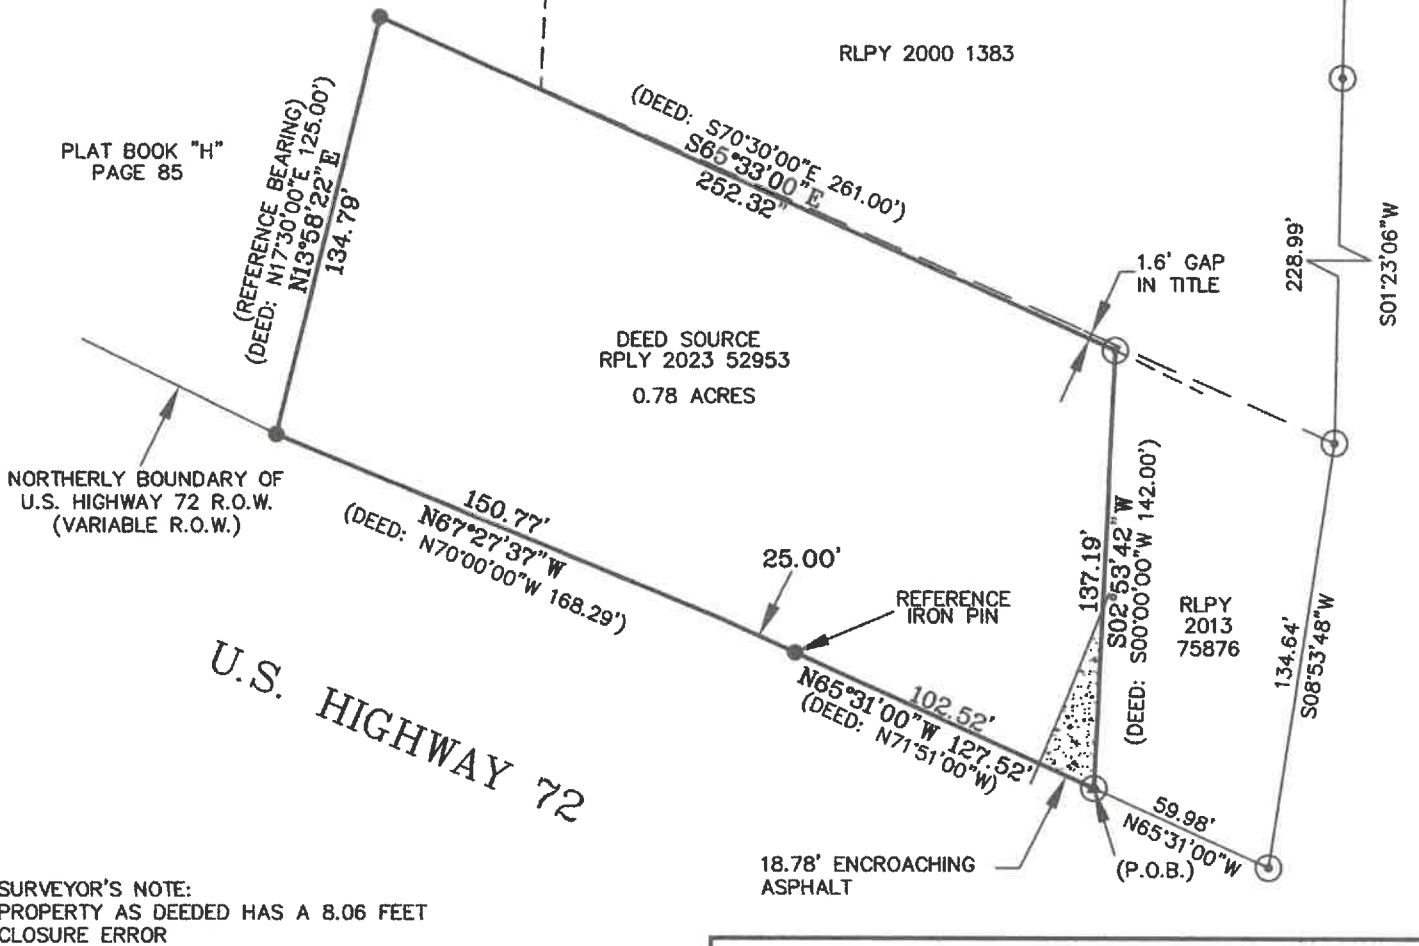 RLPY 2000 1383
PLAT BOOK "H"
PAGE 85
(REFERENCE BEARING)
(DEED: N17°30'00"E 125.00')
N13°58'22"E
134.79'
(DEED: S70°30'00"E 261.00')
S65°33'00"E
252.32"
1.6' GAP
IN TITLE
228.99'
S01°23'06"W
DEED SOURCE
RPLY 2023 52953
0.78 ACRES
NORTHERLY BOUNDARY OF
U.S. HIGHWAY 72 R.O.W.
(VARIABLE R.O.W.)
150.77'
N67°27'37"W
(DEED: N70°00'00"W 168.29')
25.00'
REFERENCE
IRON PIN
137.19'
S02°53'42"W
(DEED: S00°00'00"W 142.00')
RLPY
2013
75876
134.64'
S08°53'48"W
102.52'
N65°31'00"W 127.52'
(DEED: N71°51'00"W)
U.S. HIGHWAY 72
59.98'
N65°31'00"W
18.78' ENCROACHING
ASPHALT
(P.O.B.)
SURVEYOR'S NOTE:
PROPERTY AS DEEDED HAS A 8.06 FEET
CLOSURE ERROR